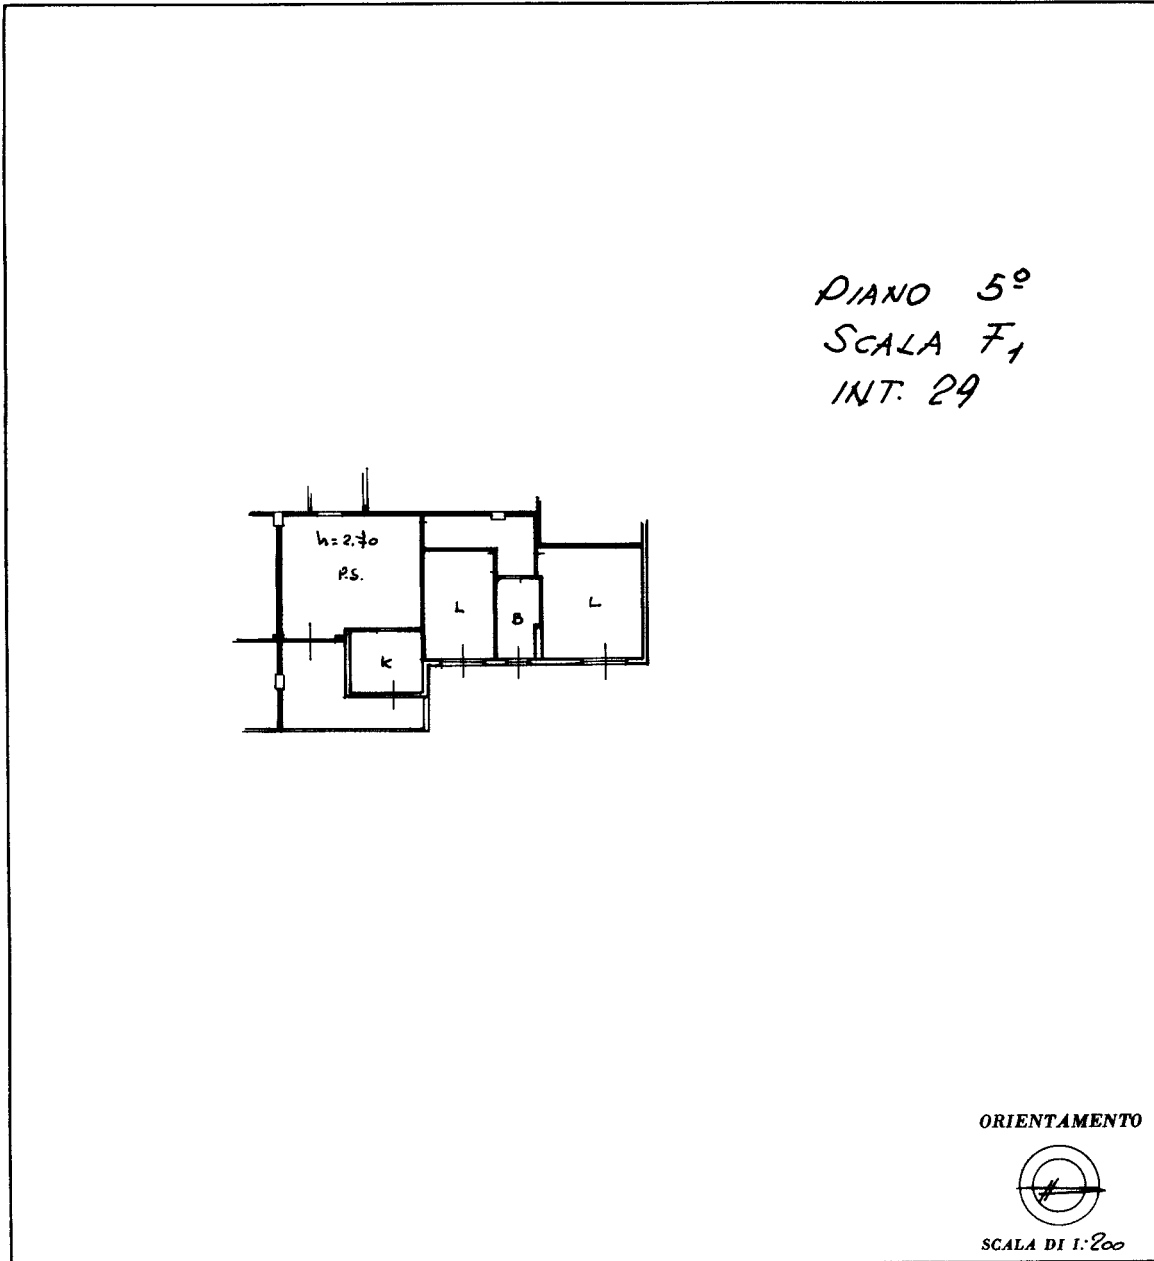 PIANO 5º
SCALA F1
INT. 29
h=2.70
P.S.
L
B
L
K
ORIENTAMENTO
N
SCALA DI 1:200